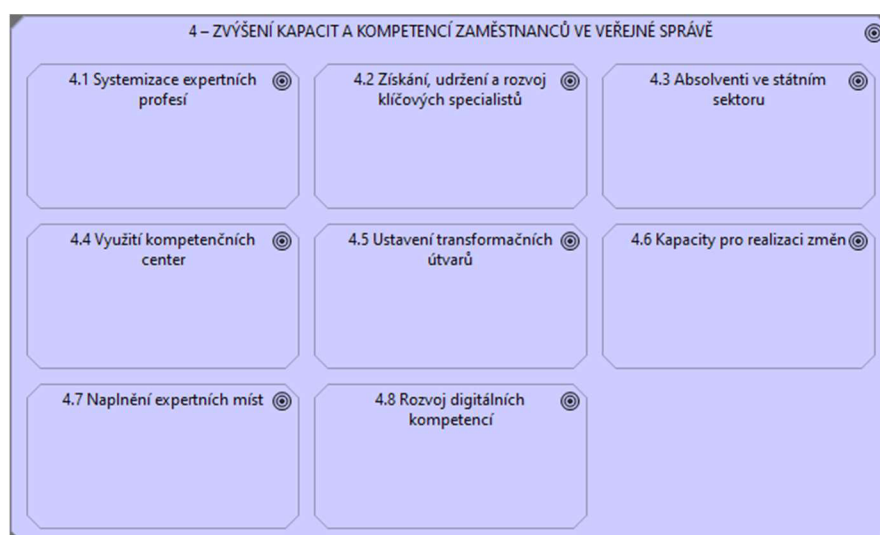 4 – ZVÝŠENÍ KAPACIT A KOMPETENCÍ ZAMĚSTNANCŮ VE VEŘEJNÉ SPRÁVĚ
4.1 Systemizace expertních
profesí
4.2 Získání, udržení a rozvoj
klíčových specialistů
4.3 Absolventi ve státním
sektoru
4.4 Využití kompetenčních
center
4.5 Ustavení transformačních
útvarů
4.6 Kapacity pro realizaci změn
4.7 Naplnění expertních míst
4.8 Rozvoj digitálních
kompetencí